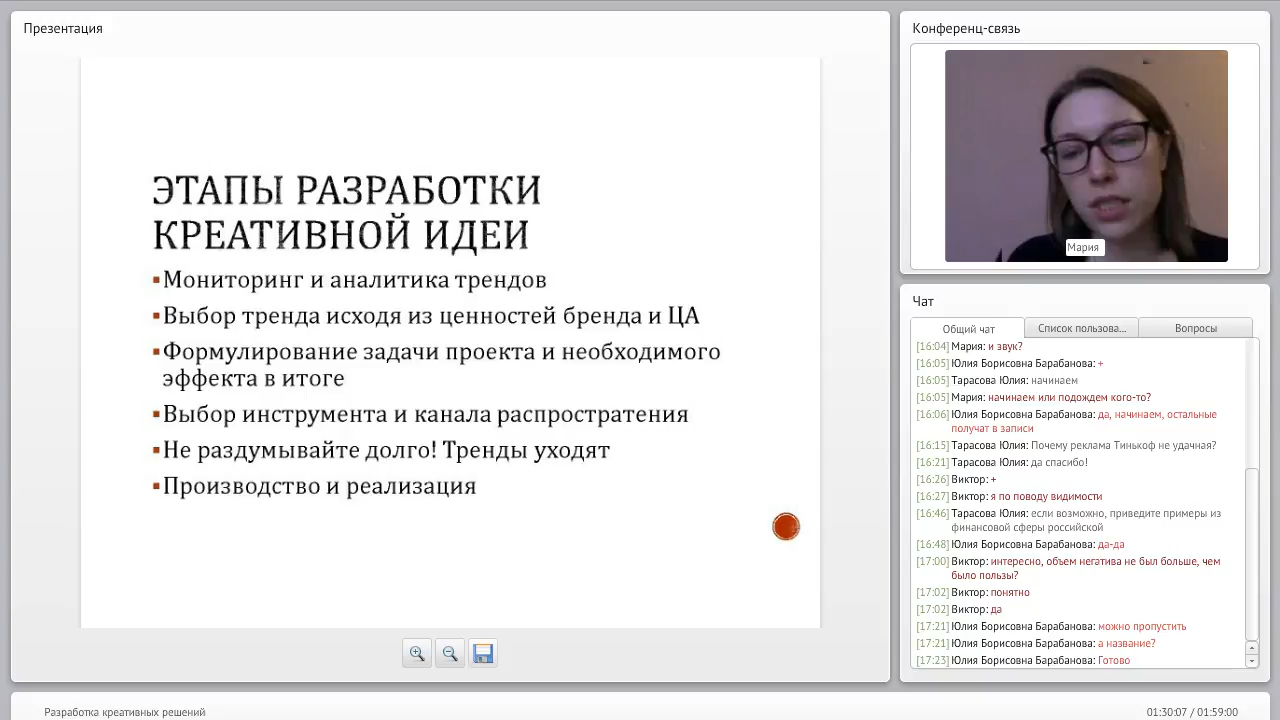 Презентация
ЭТАПЫ РАЗРАБОТКИ
КРЕАТИВНОЙ ИДЕИ
▪Мониторинг и аналитика трендов
▪Выбор тренда исходя из ценностей бренда и ЦА
▪Формулирование задачи проекта и необходимого
эффекта в итоге
▪Выбор инструмента и канала распростратения
▪Не раздумывайте долго! Тренды уходят
▪Производство и реализация
Конференц-связь
Мария
Чат
Общий чат
Список пользова...
Вопросы
[16:04] Мария: и звук?
[16:05] Юлия Борисовна Барабанова: +
[16:05] Тарасова Юлия: начинаем
[16:05] Мария: начинаем или подождем кого-то?
[16:06] Юлия Борисовна Барабанова: да, начинаем, остальные
получат в записи
[16:15] Тарасова Юлия: Почему реклама Тинькоф не удачная?
[16:21] Тарасова Юлия: да спасибо!
[16:26] Виктор: +
[16:27] Виктор: я по поводу видимости
[16:46] Тарасова Юлия: если возможно, приведите примеры из
финансовой сферы российской
[16:48] Юлия Борисовна Барабанова: да-да
[17:00] Виктор: интересно, объем негатива не был больше, чем
было пользы?
[17:02] Виктор: понятно
[17:02] Виктор: да
[17:21] Юлия Борисовна Барабанова: можно пропустить
[17:21] Юлия Борисовна Барабанова: а название?
[17:23] Юлия Борисовна Барабанова: Готово
Разработка креативных решений
01:30:07 / 01:59:00